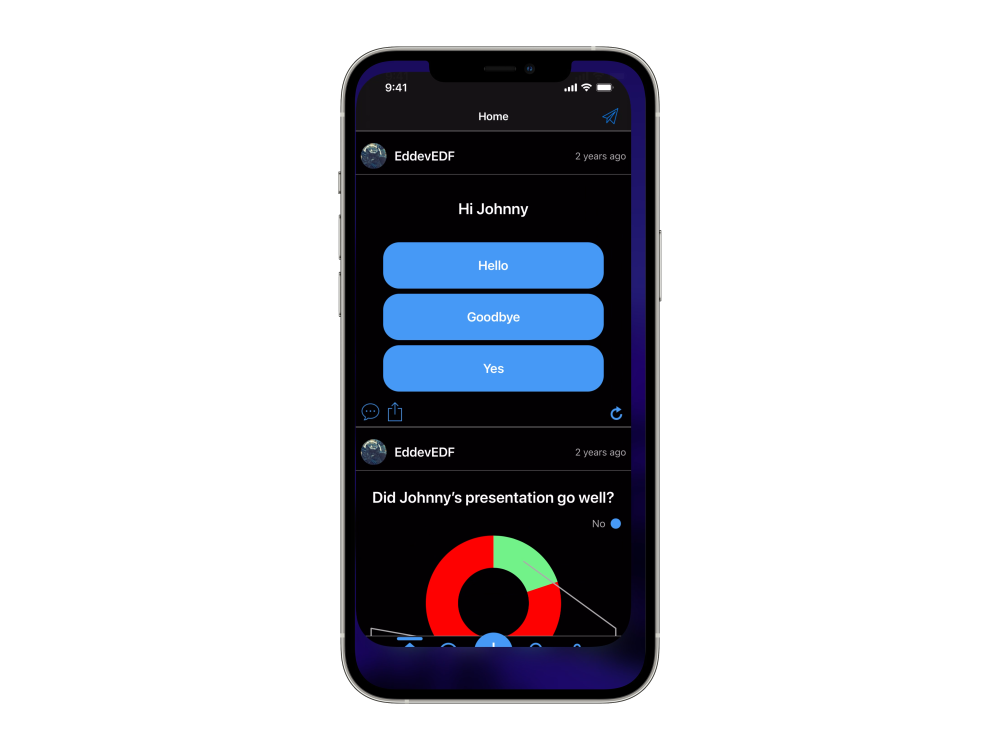 9:41
Home
EddevEDF
2 years ago
Hi Johnny
Hello
Goodbye
Yes
EddevEDF
2 years ago
Did Johnny’s presentation go well?
No